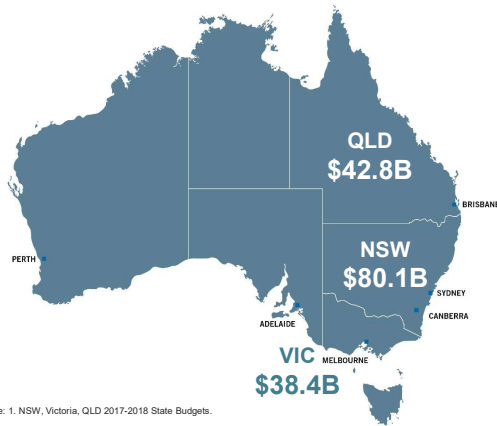 QLD
$42.8B
BRISBANE
NSW
$80.1B
PERTH
SYDNEY
CANBERRA
ADELAIDE
VIC
MELBOURNE
$38.4B
e: 1. NSW, Victoria, QLD 2017-2018 State Budgets.